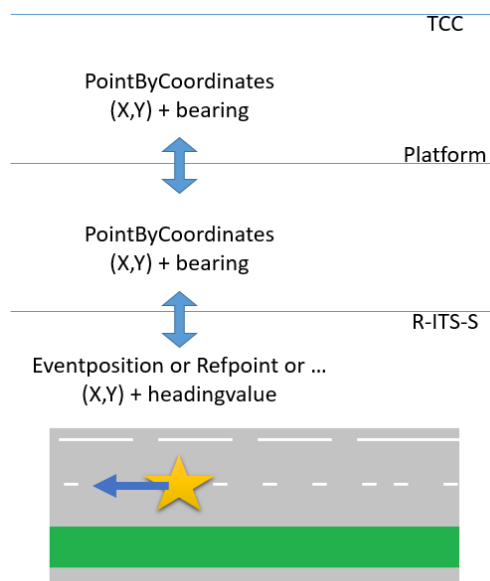 TCC
PointByCoordinates
(X,Y) + bearing
Platform
PointByCoordinates
(X,Y) + bearing
R-ITS-S
Eventposition or Refpoint or ...
(X,Y) + headingvalue